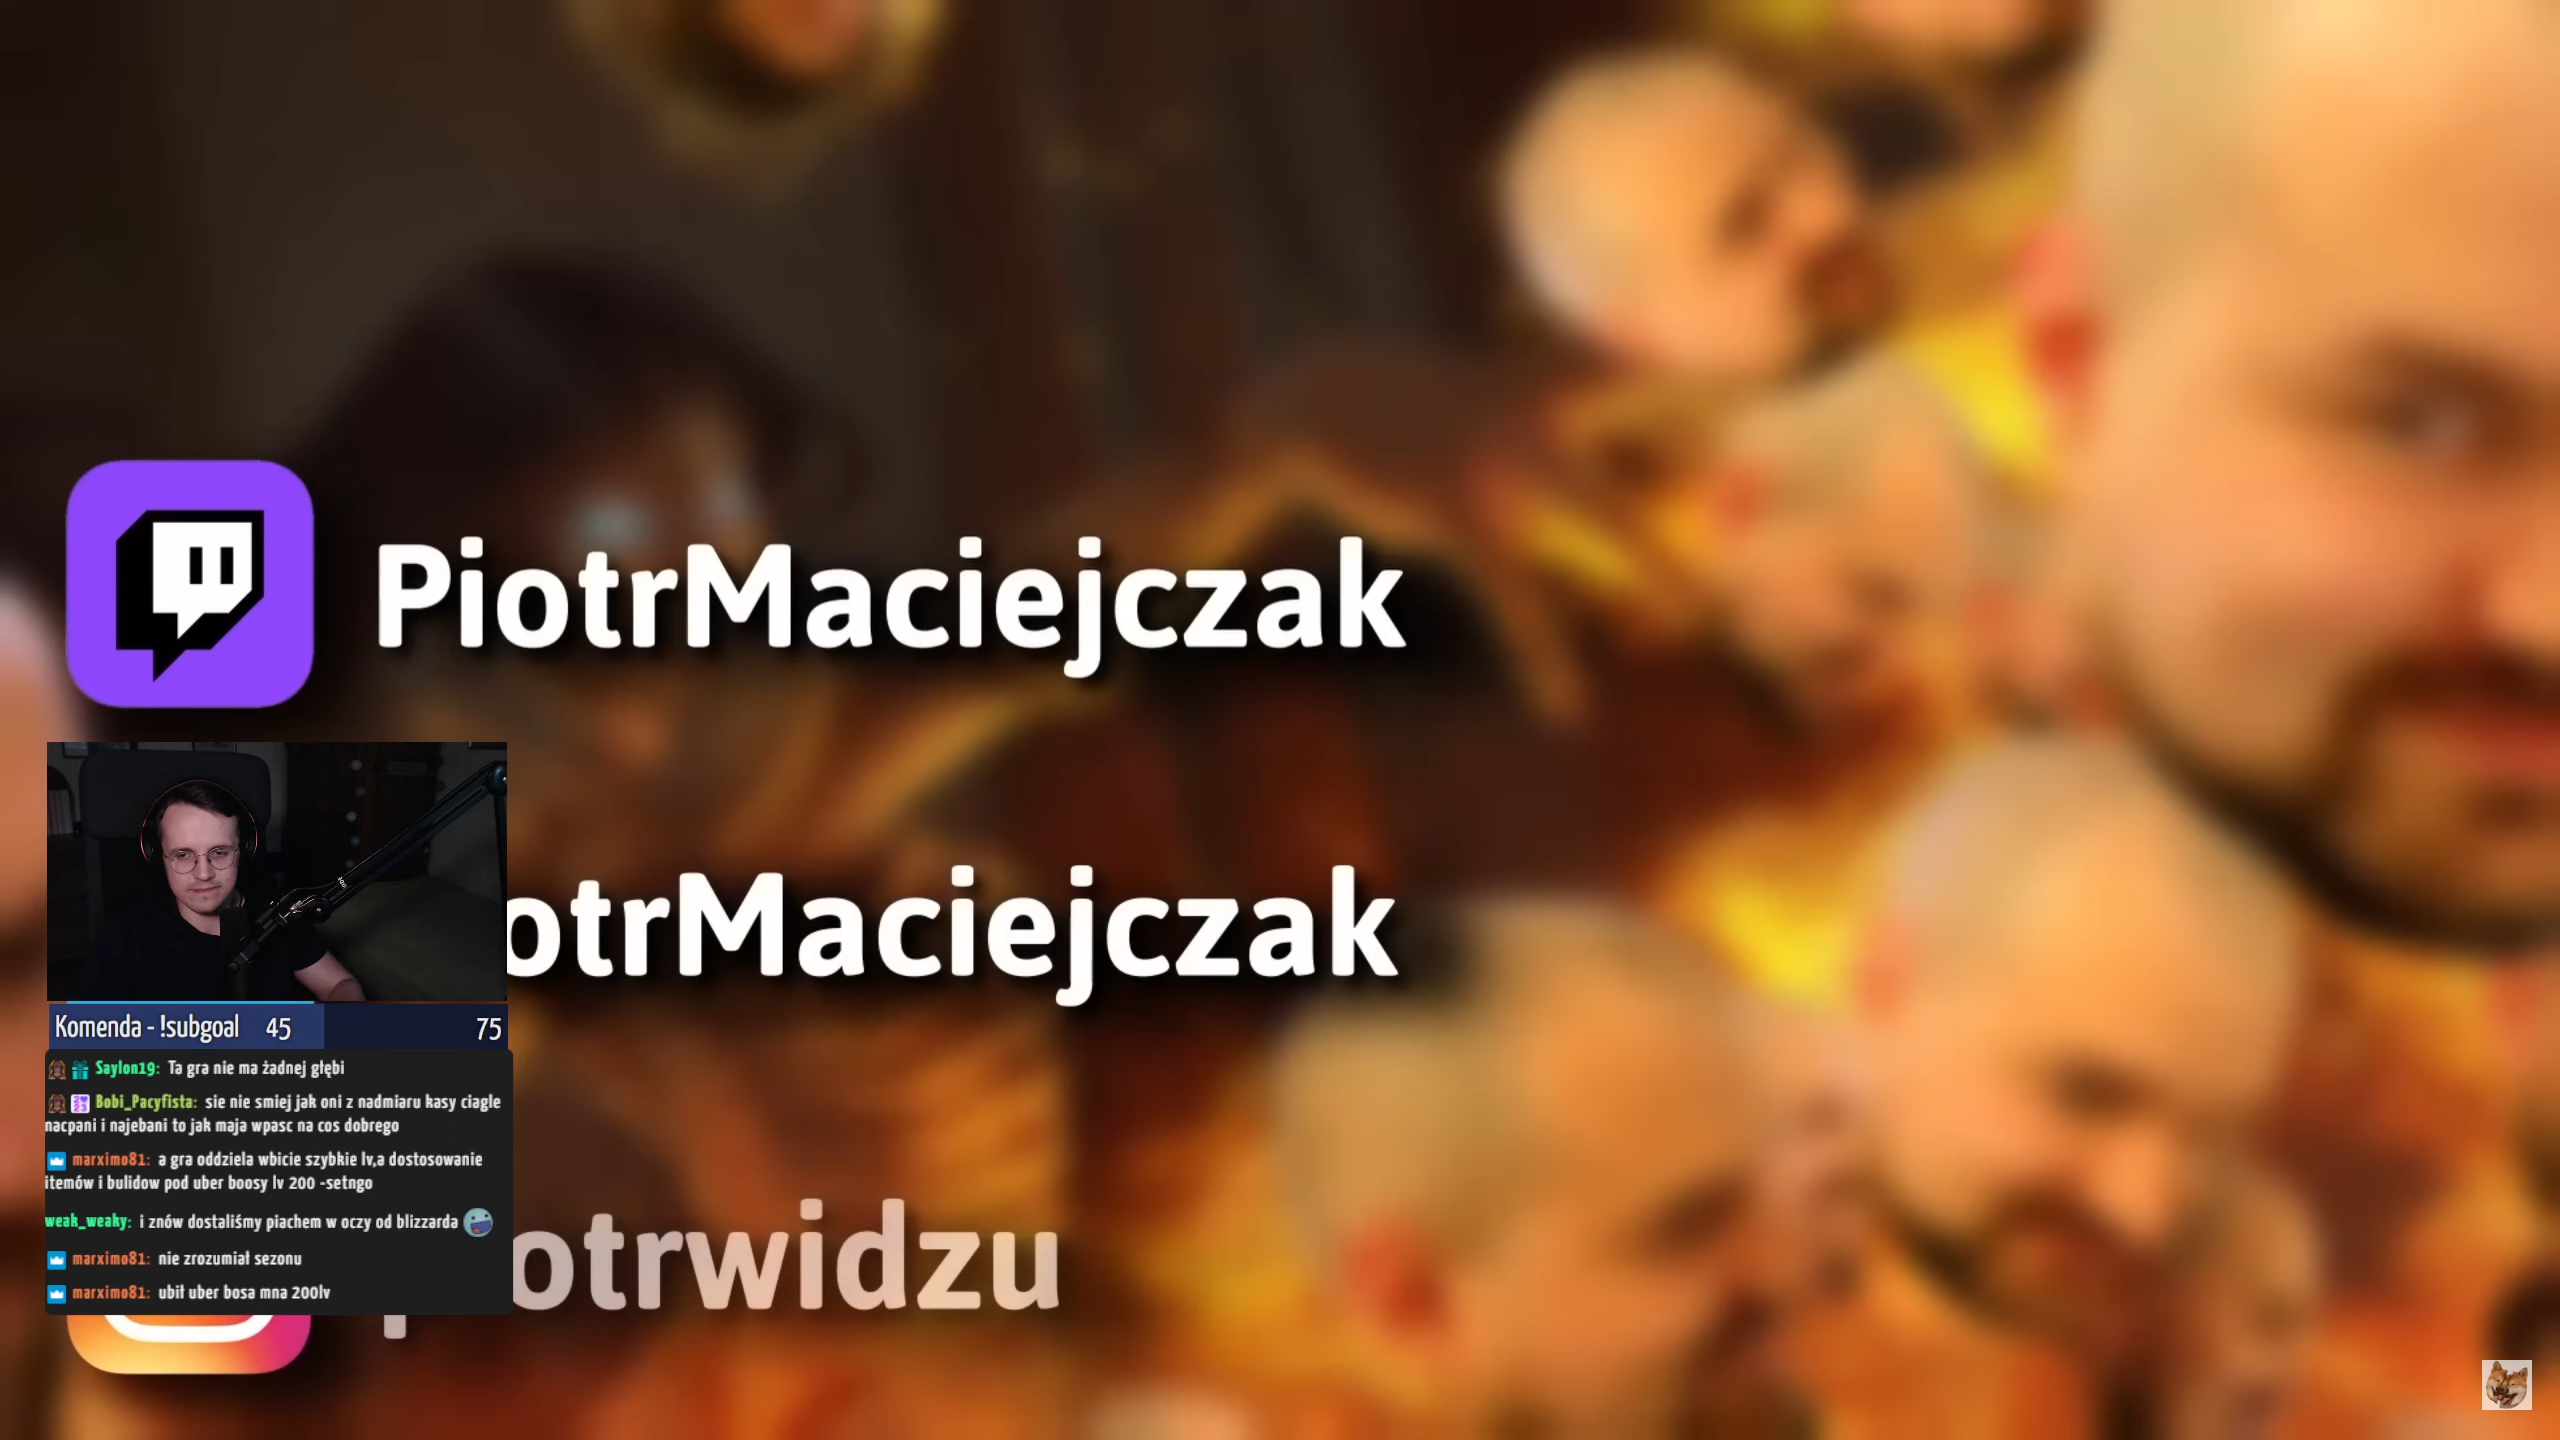 PiotrMaciejczak
otrMaciejczak
Komenda - !subgoal 45 75
Saylon19: Ta gra nie ma żadnej głębi
Bobi_Pacyfista: sie nie smiej jak oni z nadmiaru kasy ciagle
nacpani i najebani to jak maja wpasc na cos dobrego
marximo81: a gra oddziela wbicie szybkie lv,a dostosowanie
itemów i bulidow pod uber boosy lv 200 -setngo
weak_weaky: i znów dostaliśmy piachem w oczy od blizzarda
marximo81: nie zrozumiał sezonu
marximo81: ubił uber bosa mna 200lv
otrwidzu